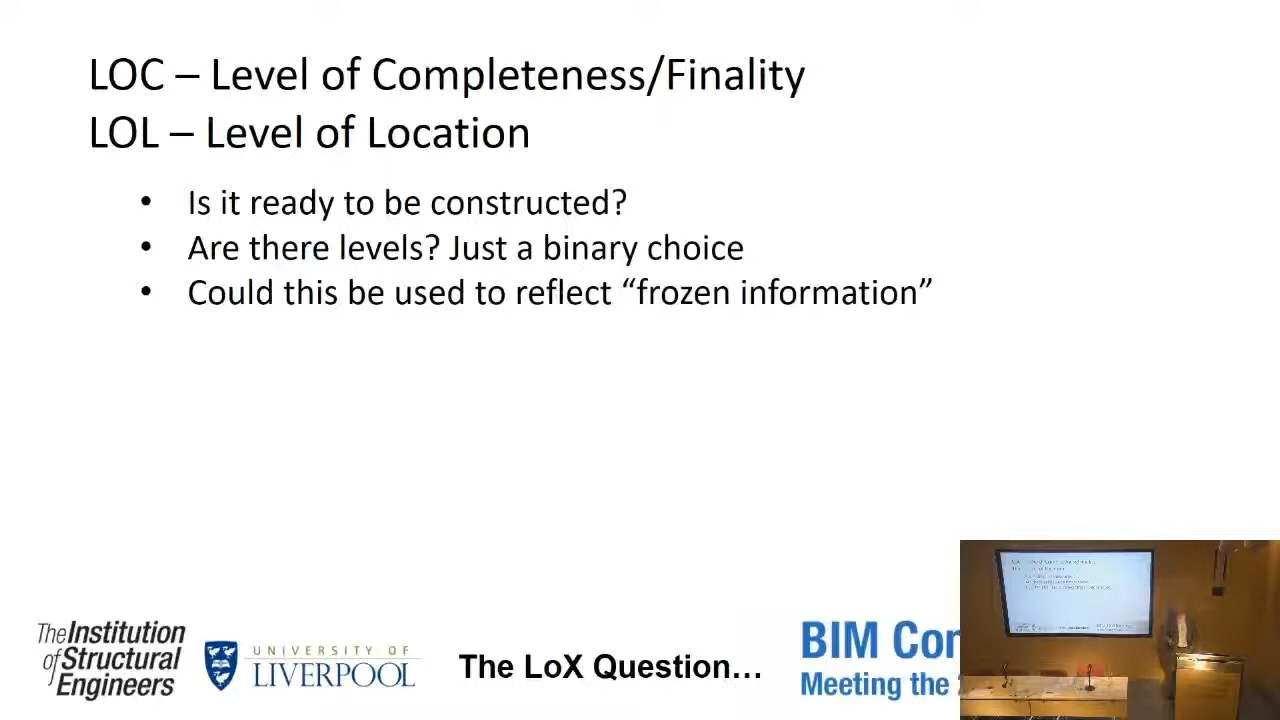 LOC – Level of Completeness/Finality
LOL – Level of Location
• Is it ready to be constructed?
• Are there levels? Just a binary choice
• Could this be used to reflect “frozen information”
The Institution
of Structural
Engineers
UNIVERSITY OF
LIVERPOOL
The LoX Question...
BIM Con
Meeting the